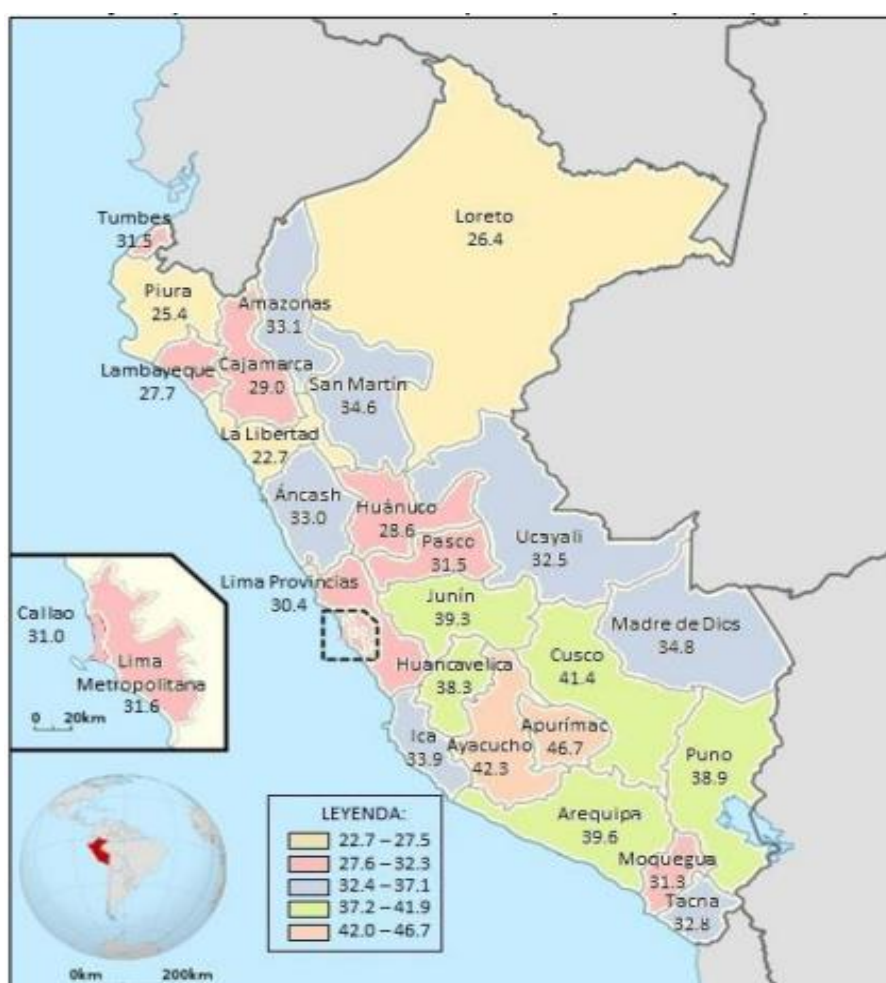 Tumbes
31.5
Loreto
26.4
Piura
25.4
Amazonas
33.1
Lambayeque
27.7
Cajamarca
29.0
San Martín
34.6
La Libertad
22.7
Áncash
33.0
Huánuco
28.6
Pasco
31.5
Ucayali
32.5
Lima Provincias
30.4
Junín
39.3
Madre de Dios
34.8
Callao
31.0
Lima
Metropolitana
31.6
0 20km
Huancavelica
38.3
Cusco
41.4
Ica
33.9
Ayacucho
42.3
Apurímac
46.7
Puno
38.9
Arequipa
39.6
Moquegua
31.3
Tacna
32.8
LEYENDA:
22.7 – 27.5
27.6 – 32.3
32.4 – 37.1
37.2 – 41.9
42.0 – 46.7
0km 200km